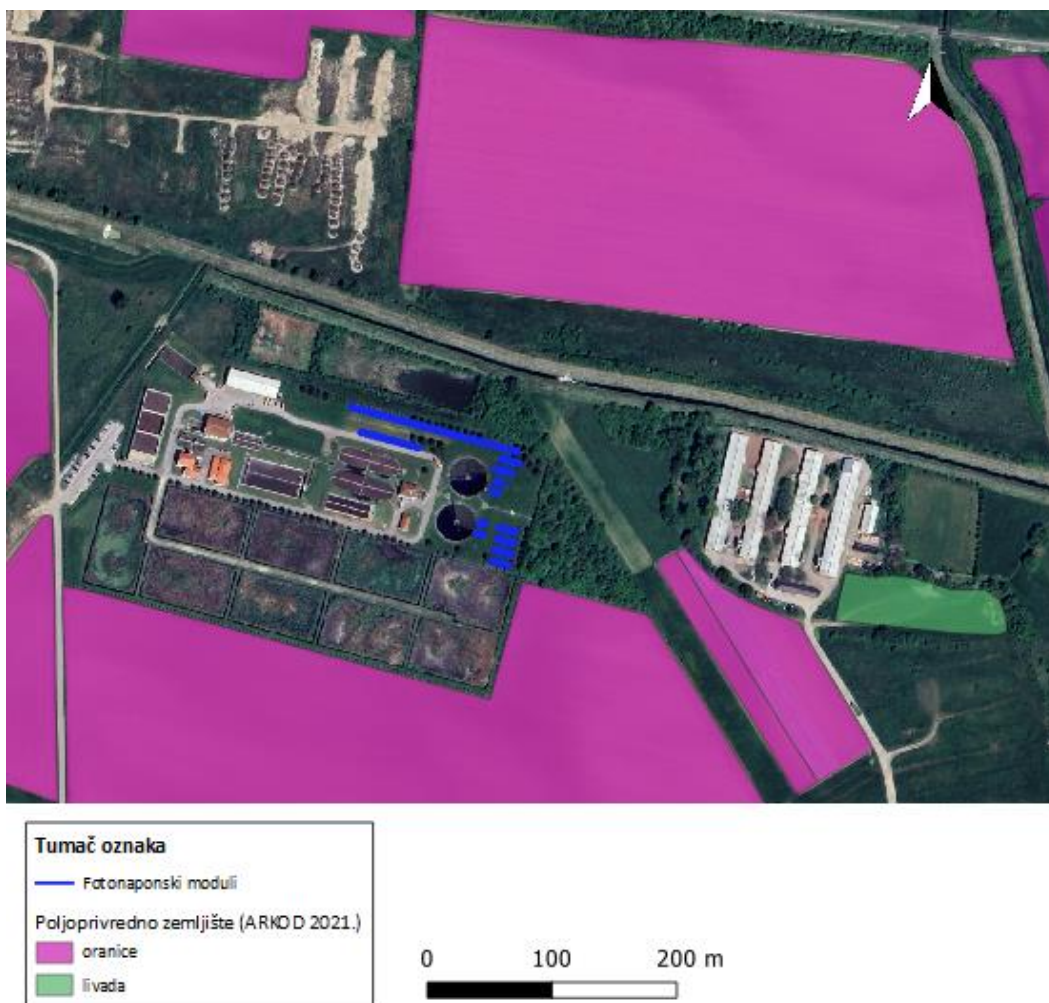 Tumač oznaka
Fotonaponski moduli
Poljoprivredno zemljište (ARKOD 2021.)
oranice
livada
0 100 200 m